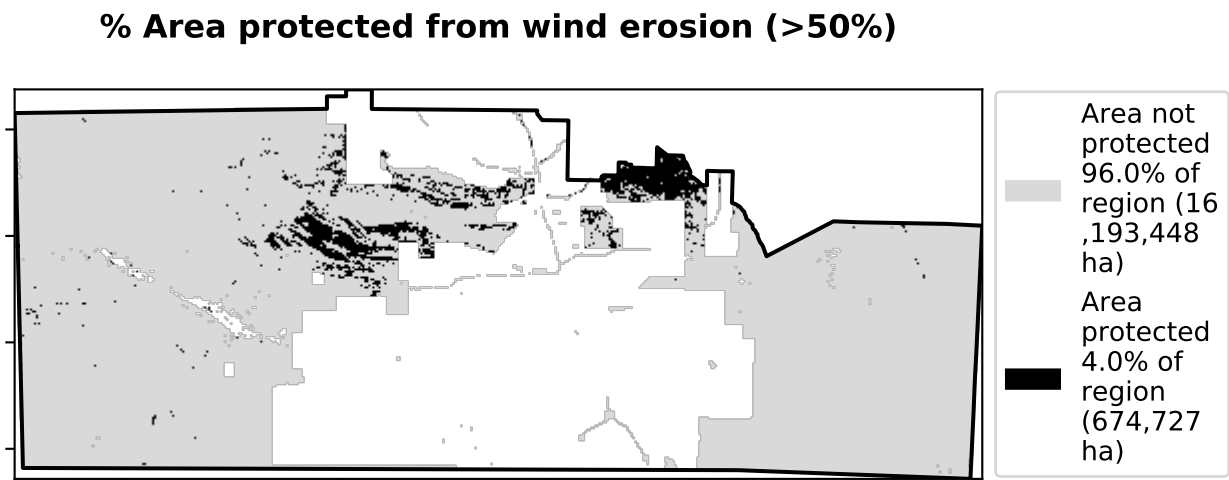 % Area protected from wind erosion (>50%)
Area not
protected
96.0% of
region (16
,193,448
ha)
Area
protected
4.0% of
region
(674,727
ha)